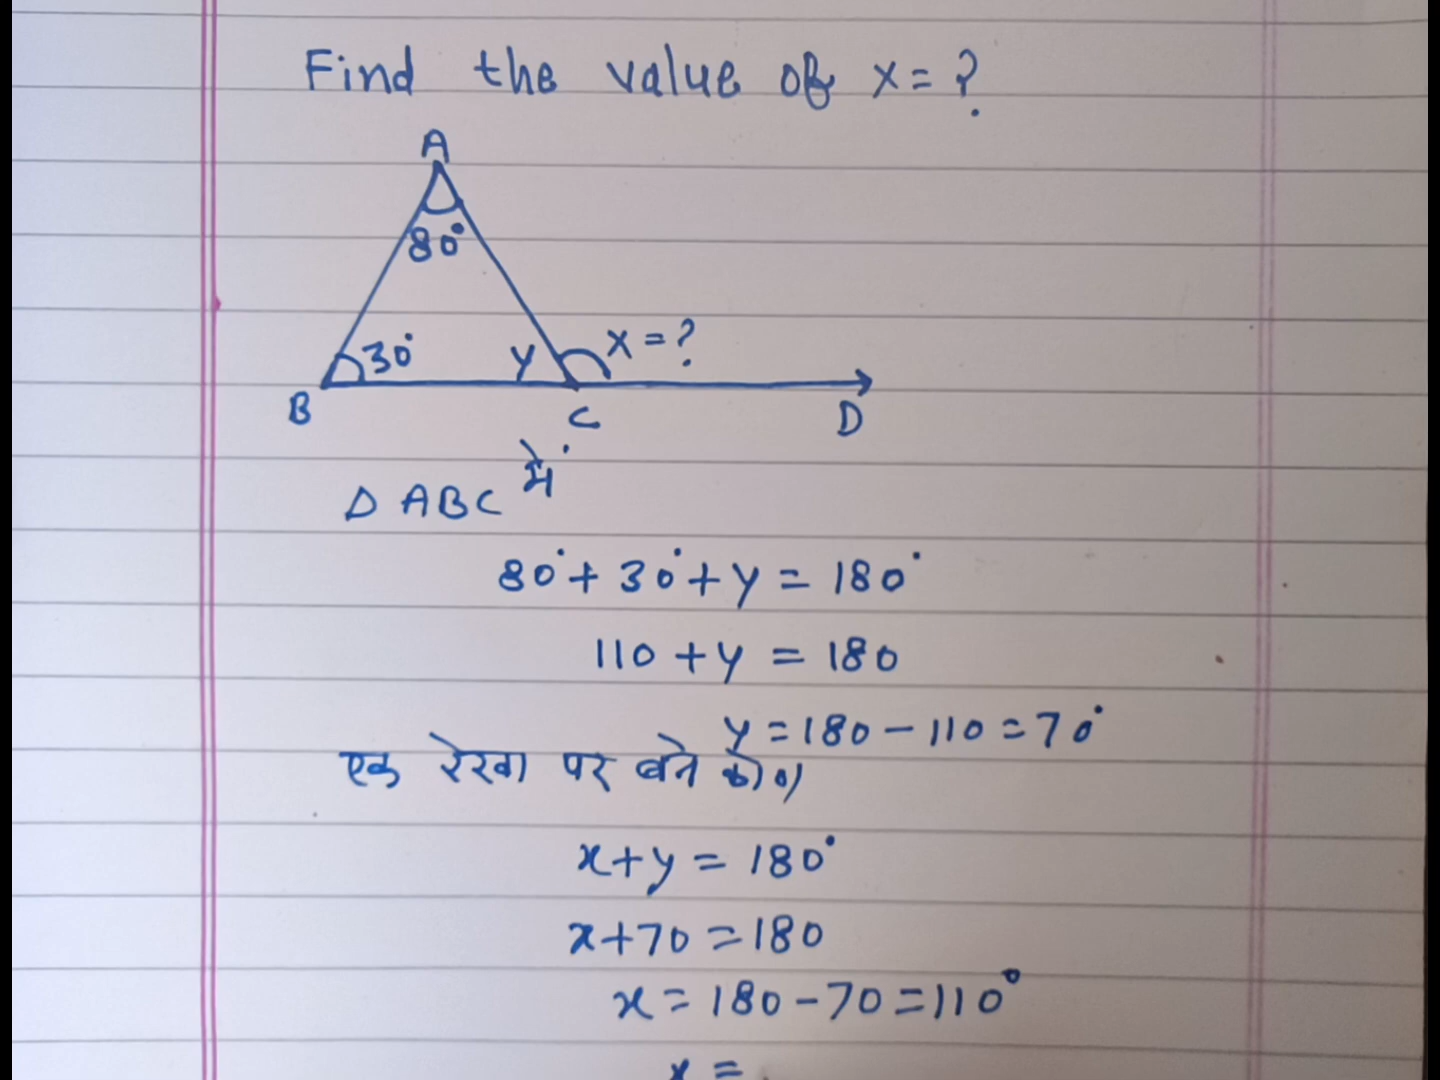 Find the value of x=?
A
80°
30°
y
x=?
B
C
D
Δ ABC में
80°+30°+y=180°
110+y=180
y=180-110=70°
एक रेखा पर बने कोण
x+y=180°
x+70=180
x=180-70=110°
x=